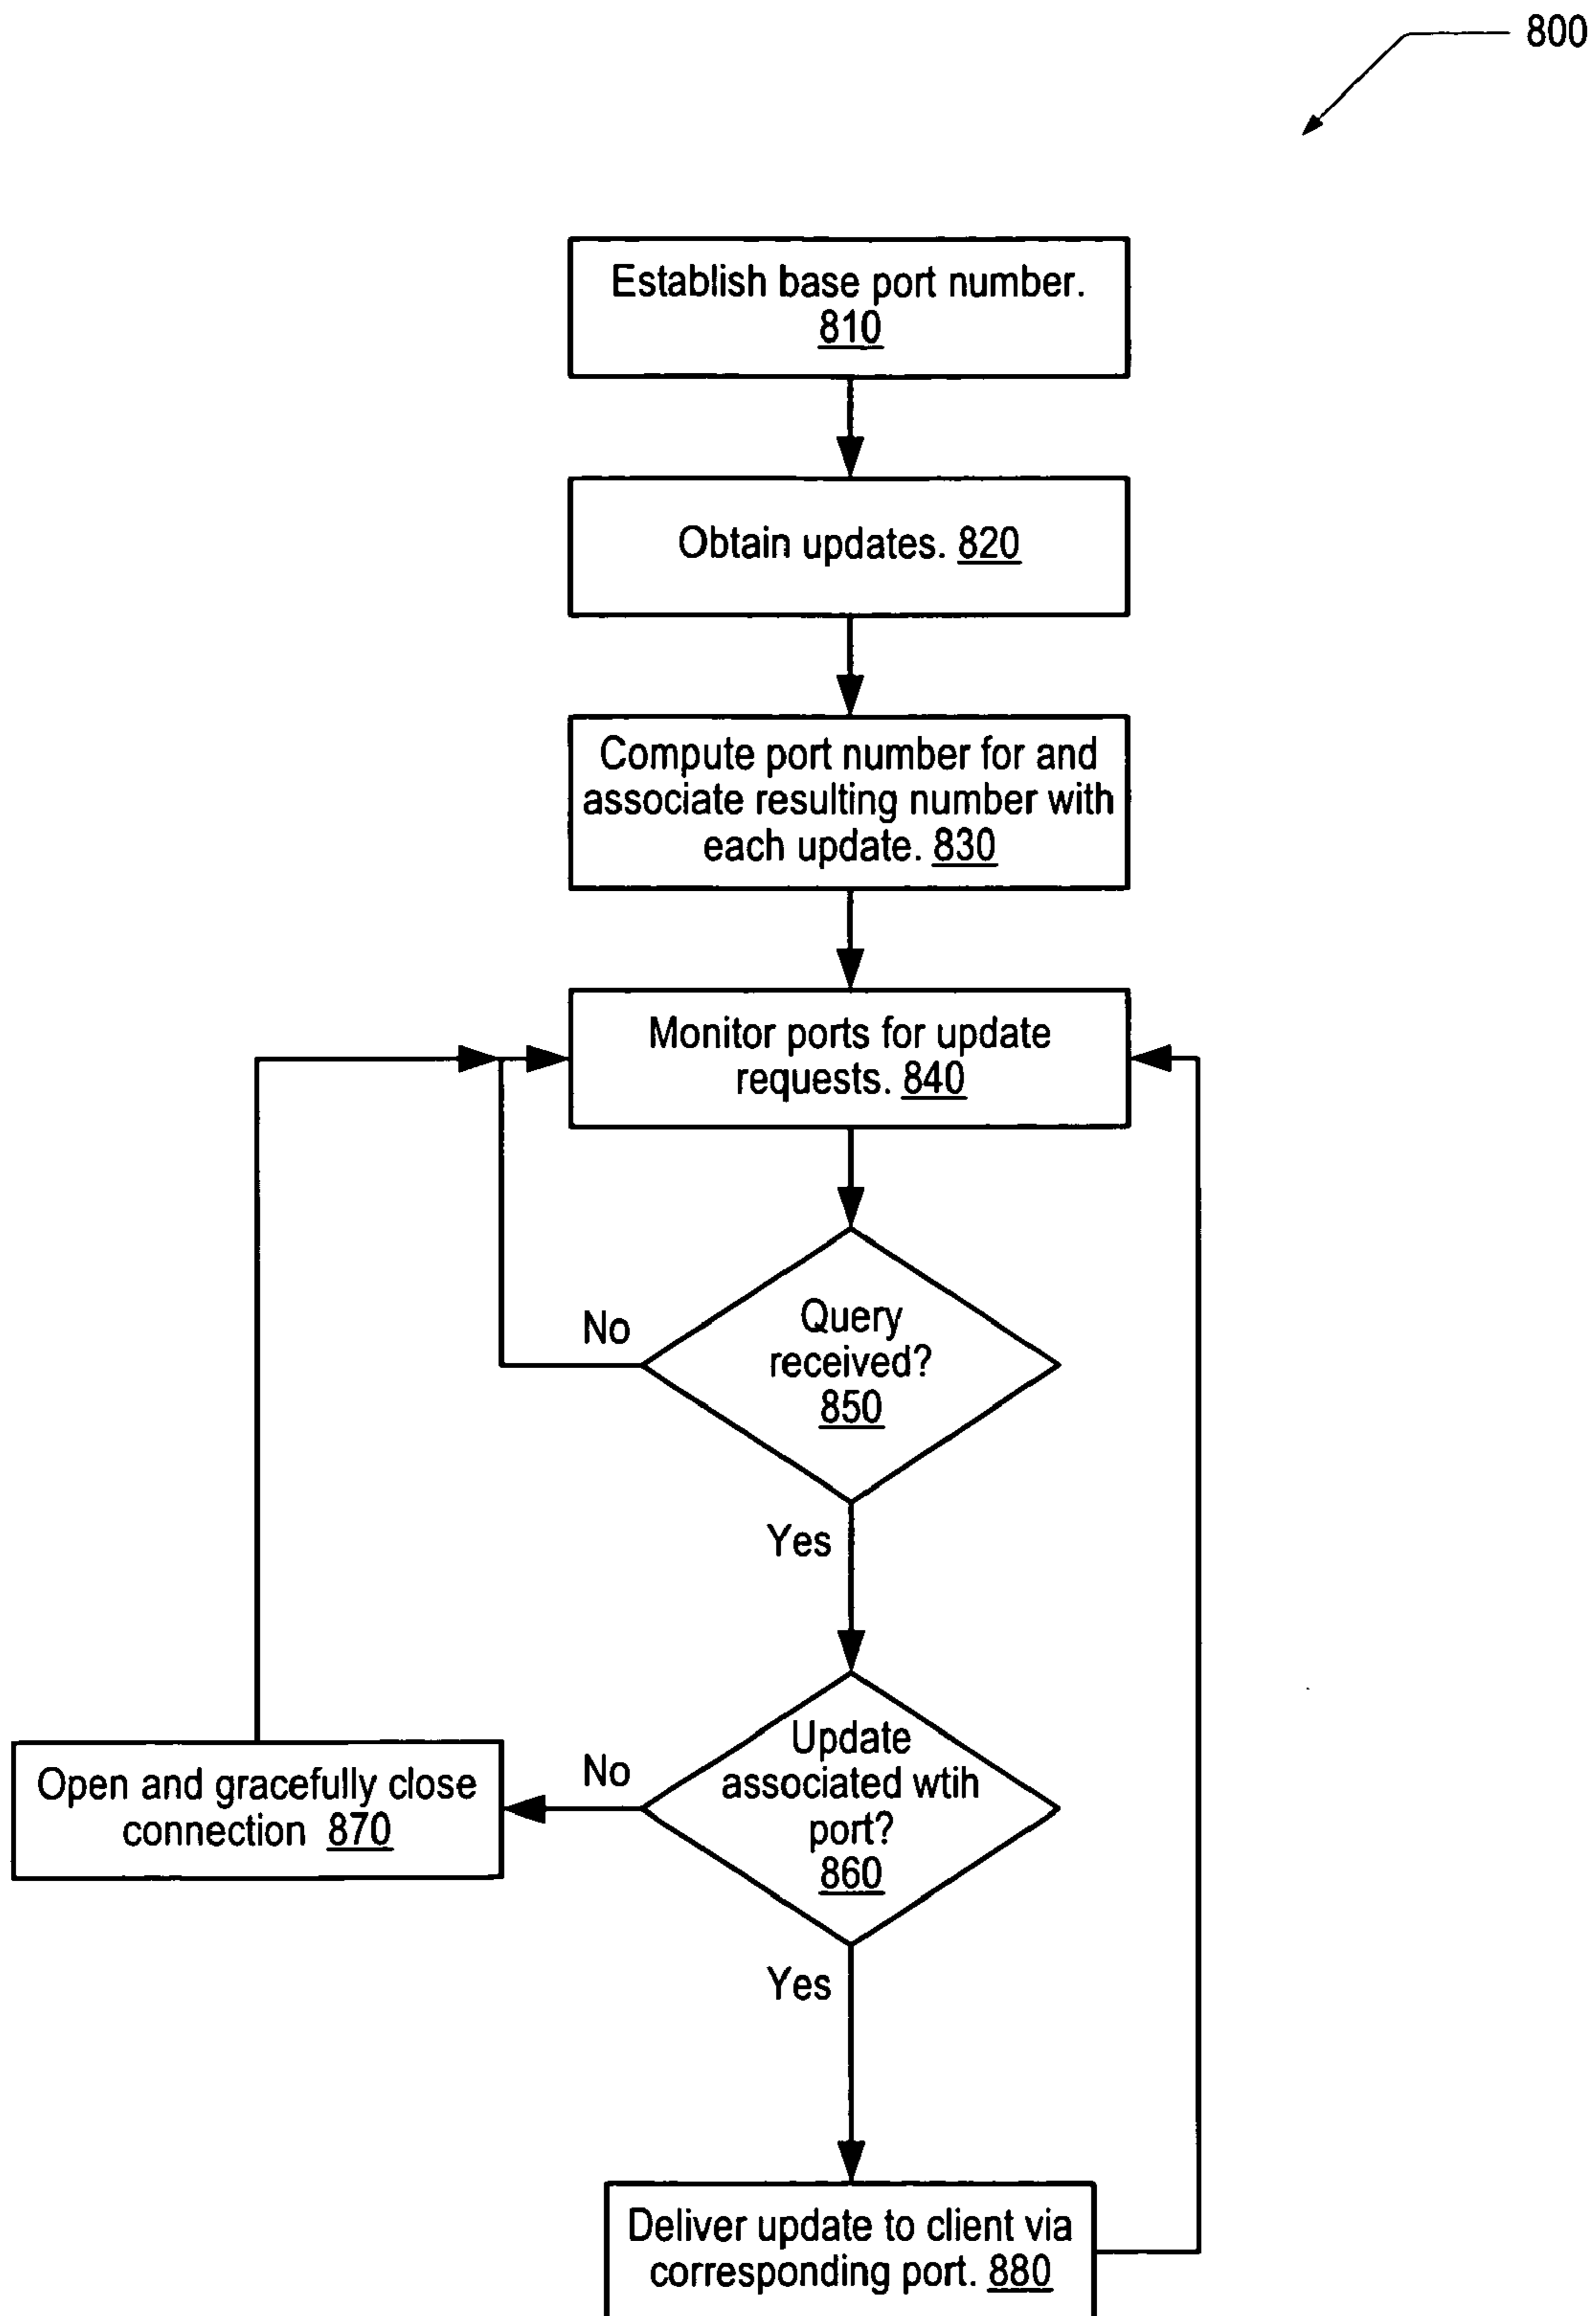 800
Establish base port number.
810
Obtain updates. 820
Compute port number for and
associate resulting number with
each update. 830
Monitor ports for update
requests. 840
No
Query
received?
850
Yes
Update
associated wtih
port?
860
No
Open and gracefully close
connection 870
Yes
Deliver update to client via
corresponding port. 880